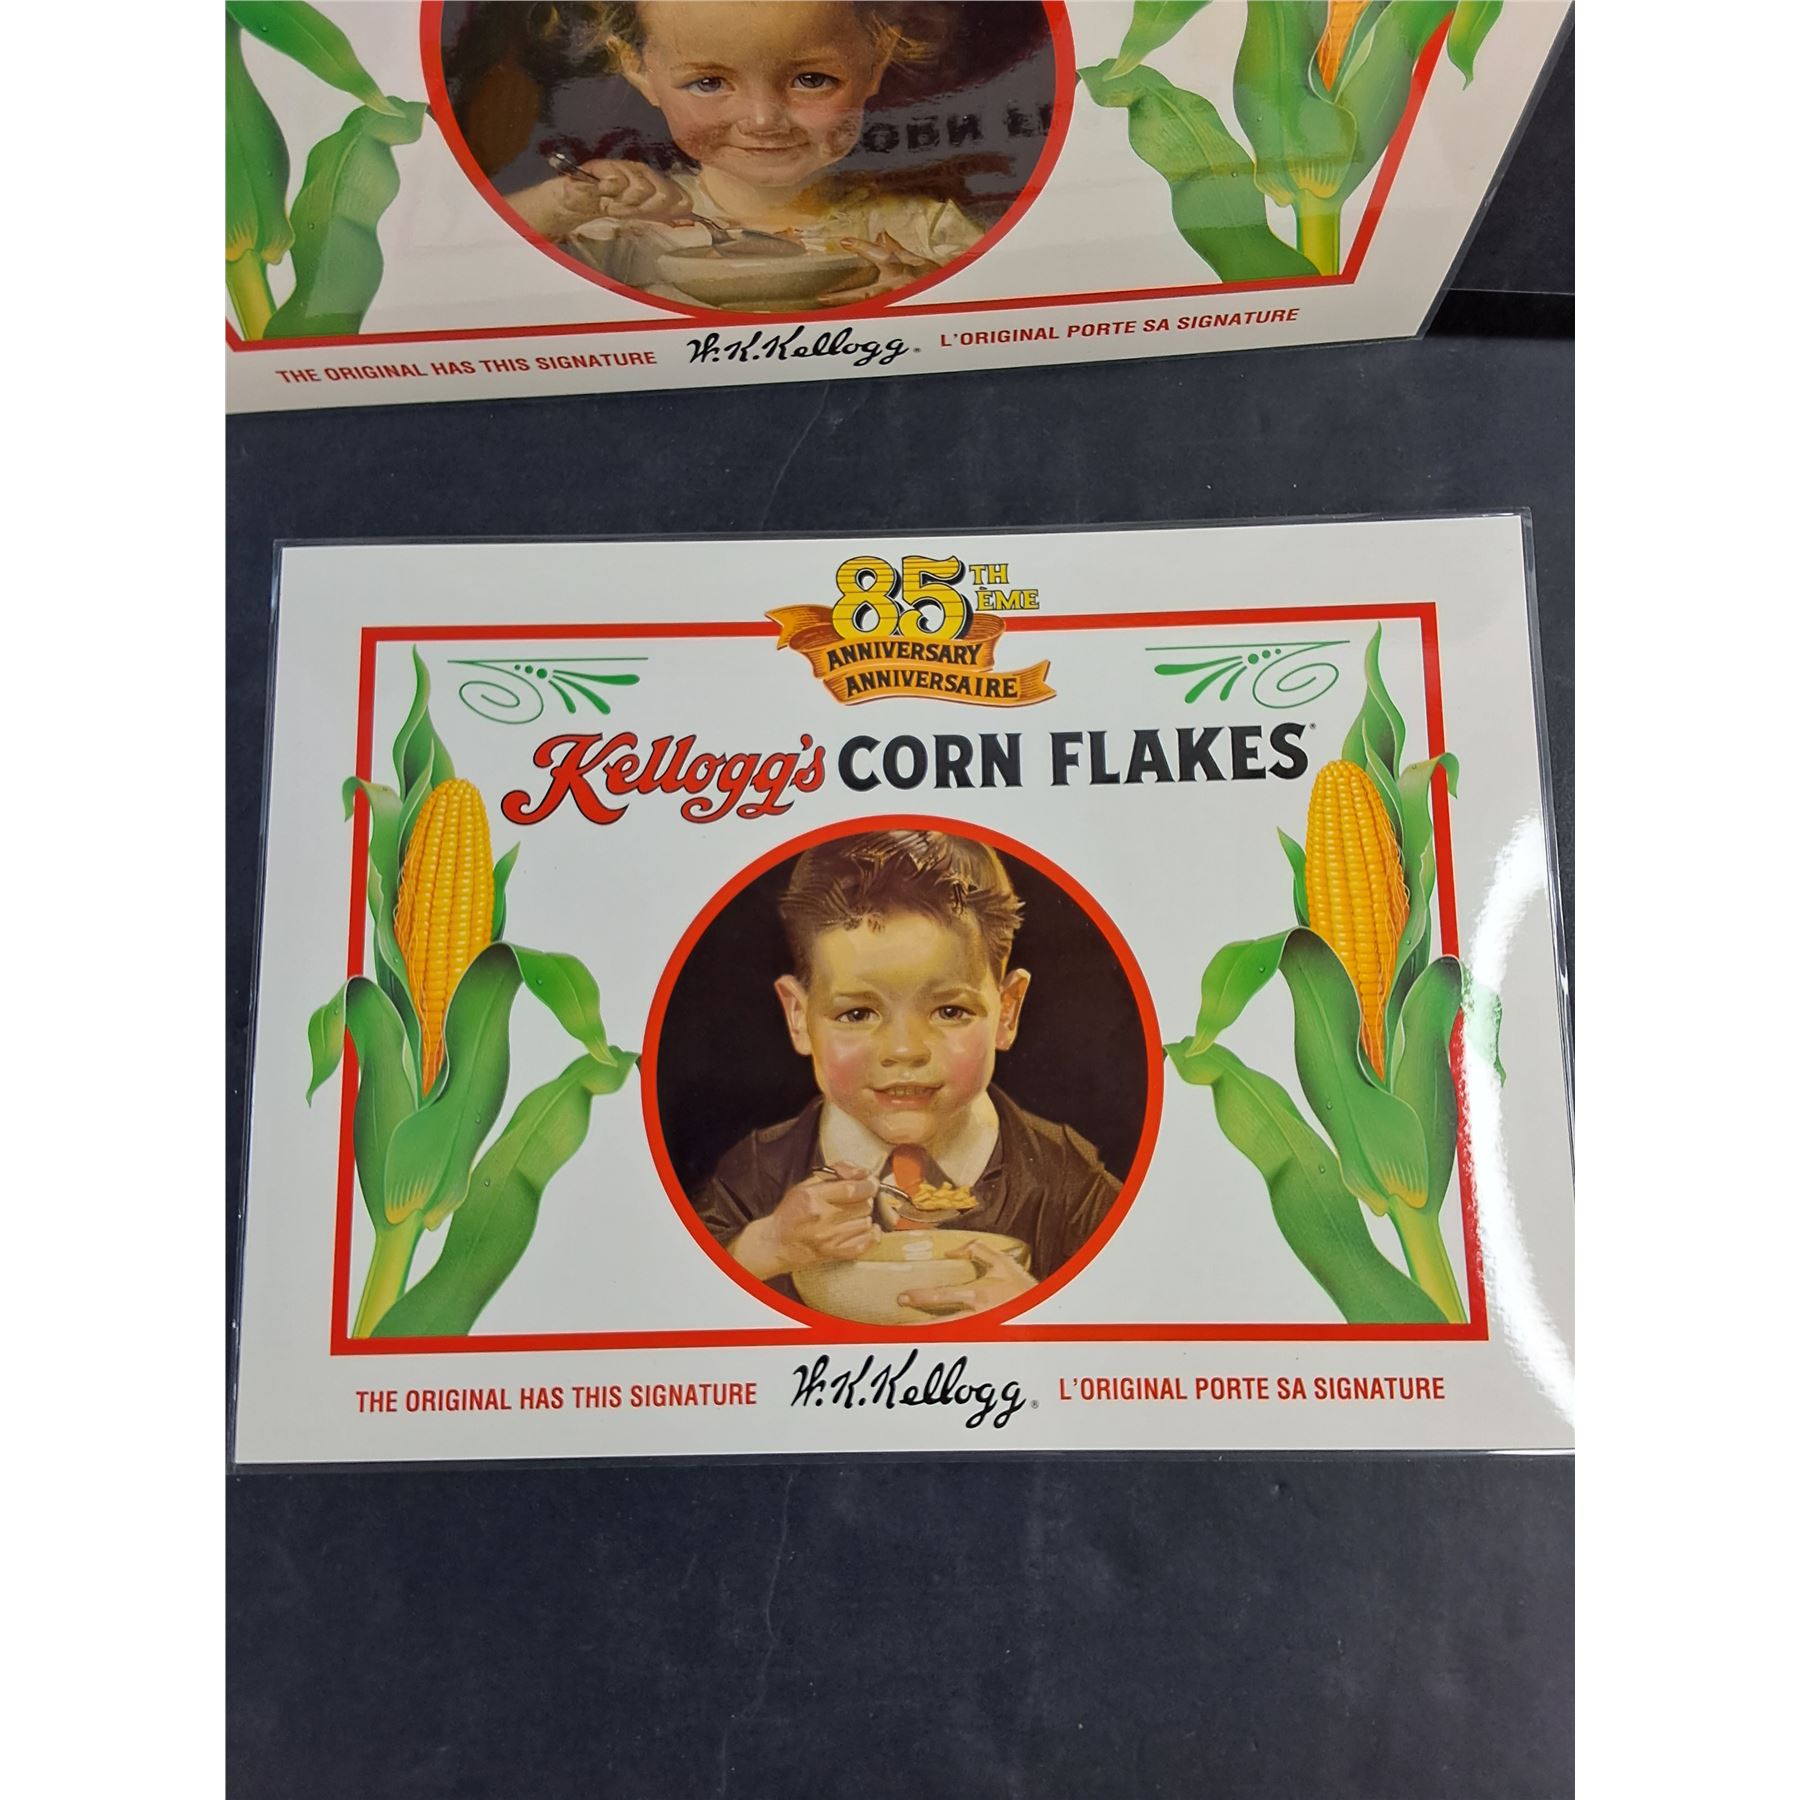 THE ORIGINAL HAS THIS SIGNATURE W.K.Kellogg. L'ORIGINAL PORTE SA SIGNATURE
85TH ÈME
ANNIVERSARY
ANNIVERSAIRE
Kellogg's CORN FLAKES®
THE ORIGINAL HAS THIS SIGNATURE W.K.Kellogg® L'ORIGINAL PORTE SA SIGNATURE